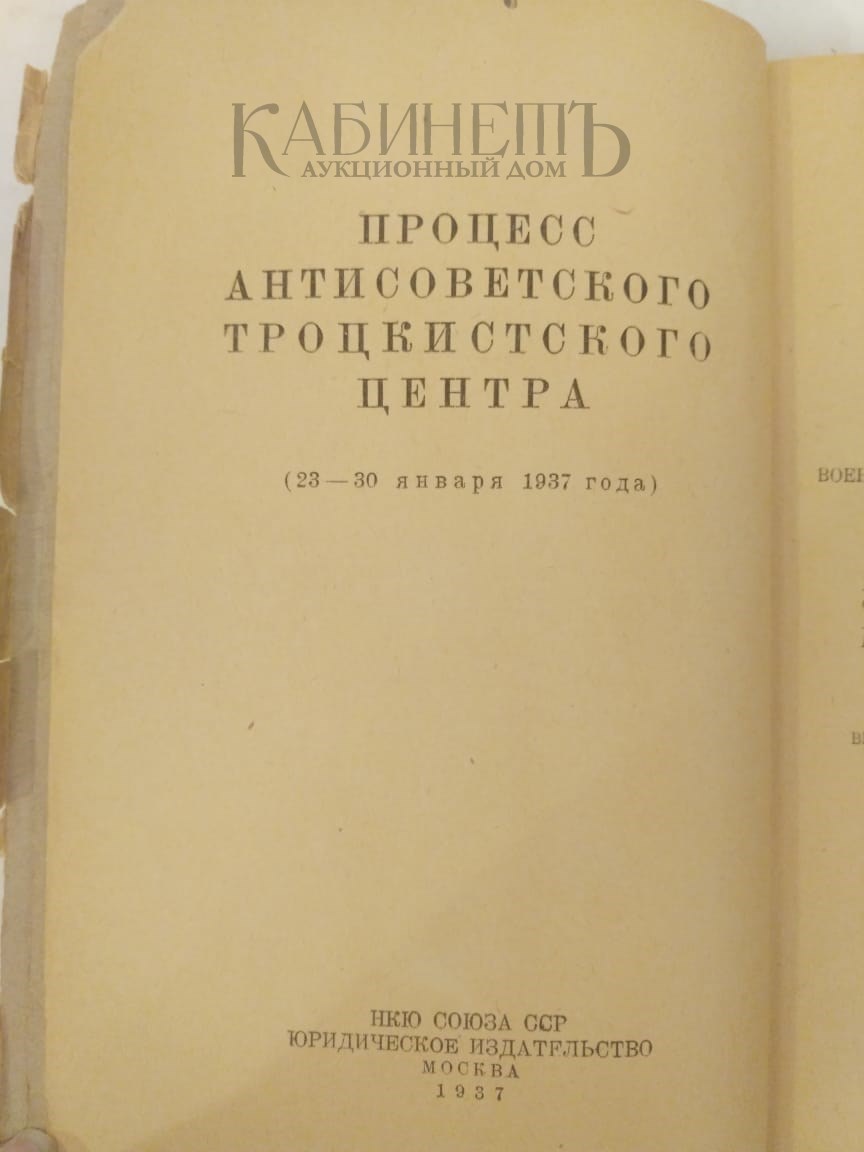 КАБИНЕТЪ
АУКЦИОННЫЙ ДОМ
ПРОЦЕСС
АНТИСОВЕТСКОГО
ТРОЦКИСТСКОГО
ЦЕНТРА
(23—30 января 1937 года)
НКЮ СОЮЗА ССР
ЮРИДИЧЕСКОЕ ИЗДАТЕЛЬСТВО
МОСКВА
1937